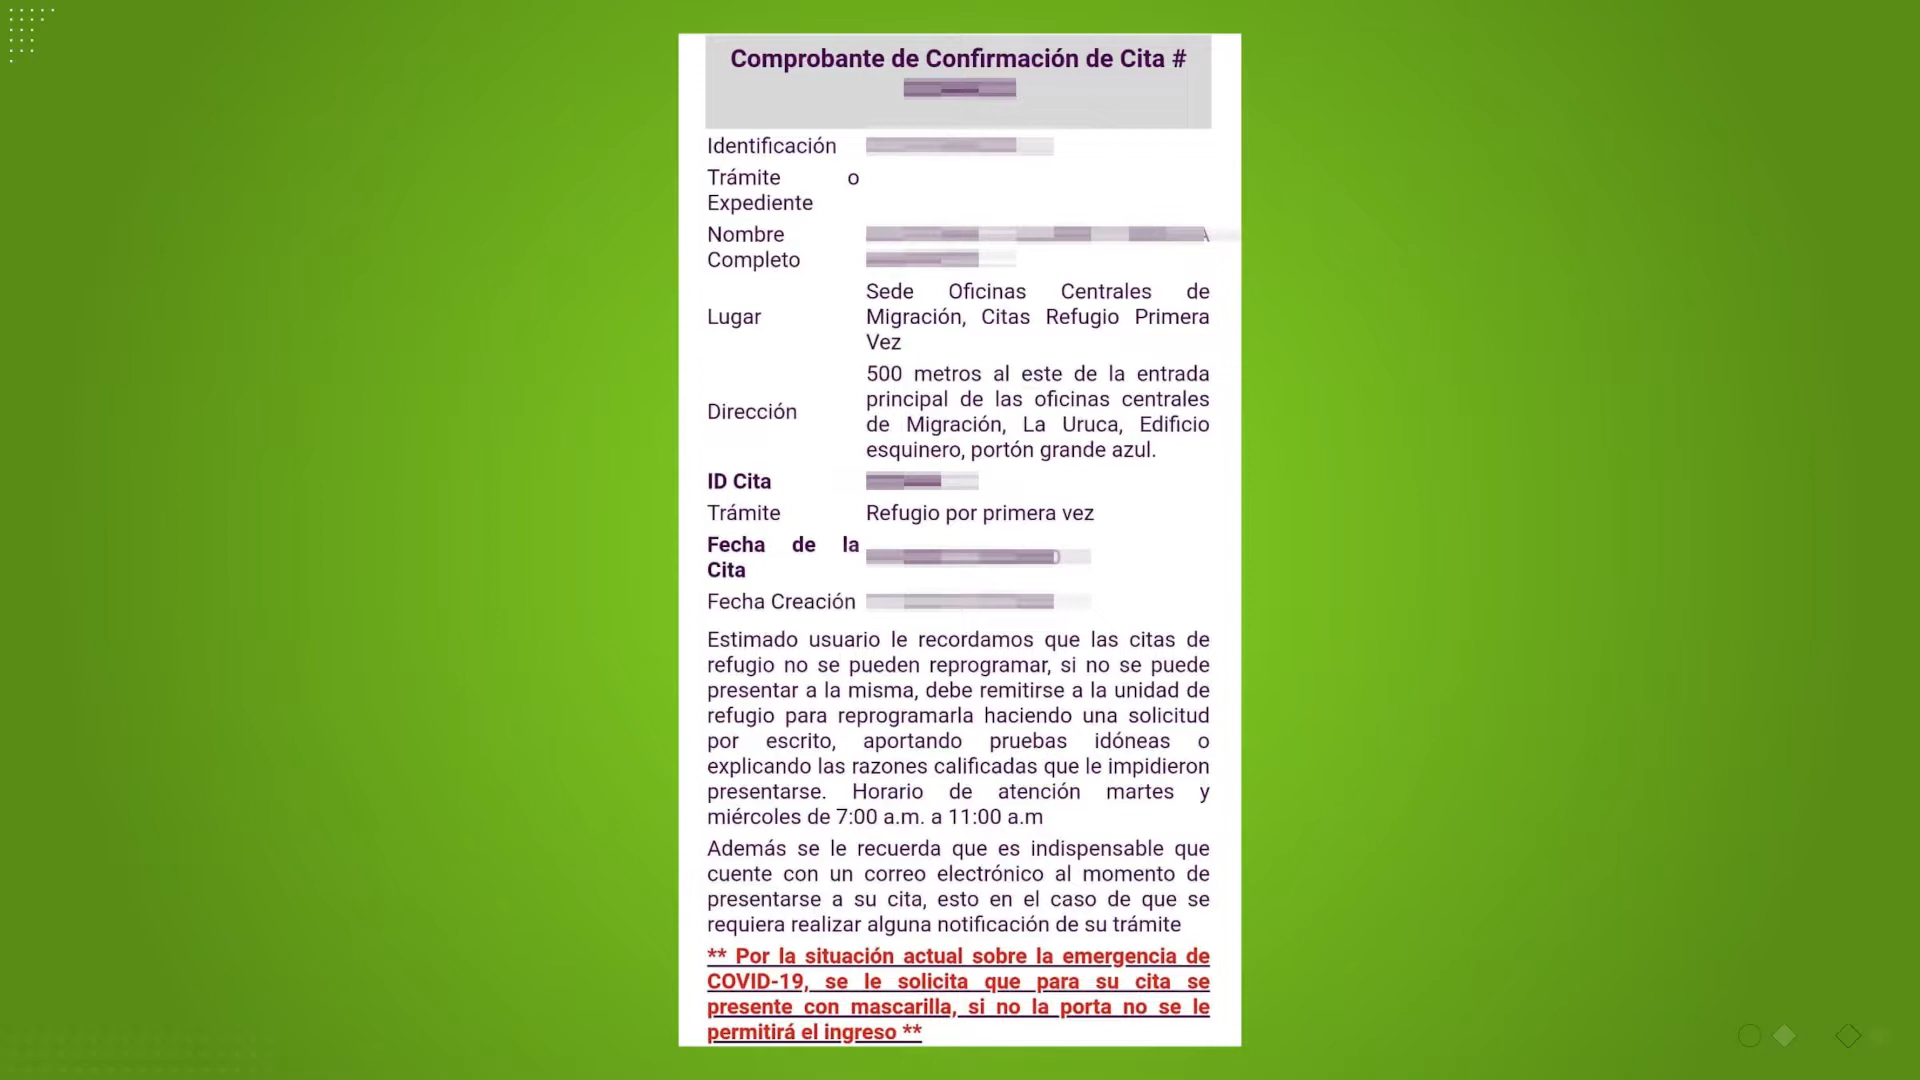 Comprobante de Confirmación de Cita #
Identificación
Trámite o
Expediente
Nombre
Completo
Lugar
Sede Oficinas Centrales de
Migración, Citas Refugio Primera
Vez
Dirección
500 metros al este de la entrada
principal de las oficinas centrales
de Migración, La Uruca, Edificio
esquinero, portón grande azul.
ID Cita
Trámite Refugio por primera vez
Fecha de la
Cita
Fecha Creación
Estimado usuario le recordamos que las citas de
refugio no se pueden reprogramar, si no se puede
presentar a la misma, debe remitirse a la unidad de
refugio para reprogramarla haciendo una solicitud
por escrito, aportando pruebas idóneas o
explicando las razones calificadas que le impidieron
presentarse. Horario de atención martes y
miércoles de 7:00 a.m. a 11:00 a.m
Además se le recuerda que es indispensable que
cuente con un correo electrónico al momento de
presentarse a su cita, esto en el caso de que se
requiera realizar alguna notificación de su trámite
** Por la situación actual sobre la emergencia de
COVID-19, se le solicita que para su cita se
presente con mascarilla, si no la porta no se le
permitirá el ingreso **